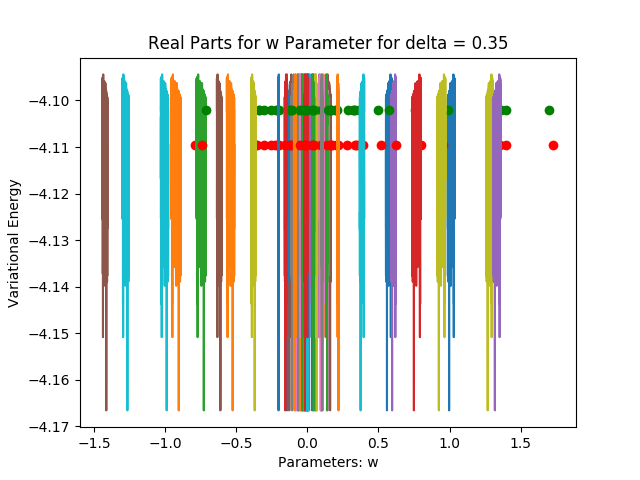 Real Parts for w Parameter for delta = 0.35
Variational Energy
−4.10
−4.11
−4.12
−4.13
−4.14
−4.15
−4.16
−4.17
−1.5 −1.0 −0.5 0.0 0.5 1.0 1.5
Parameters: w